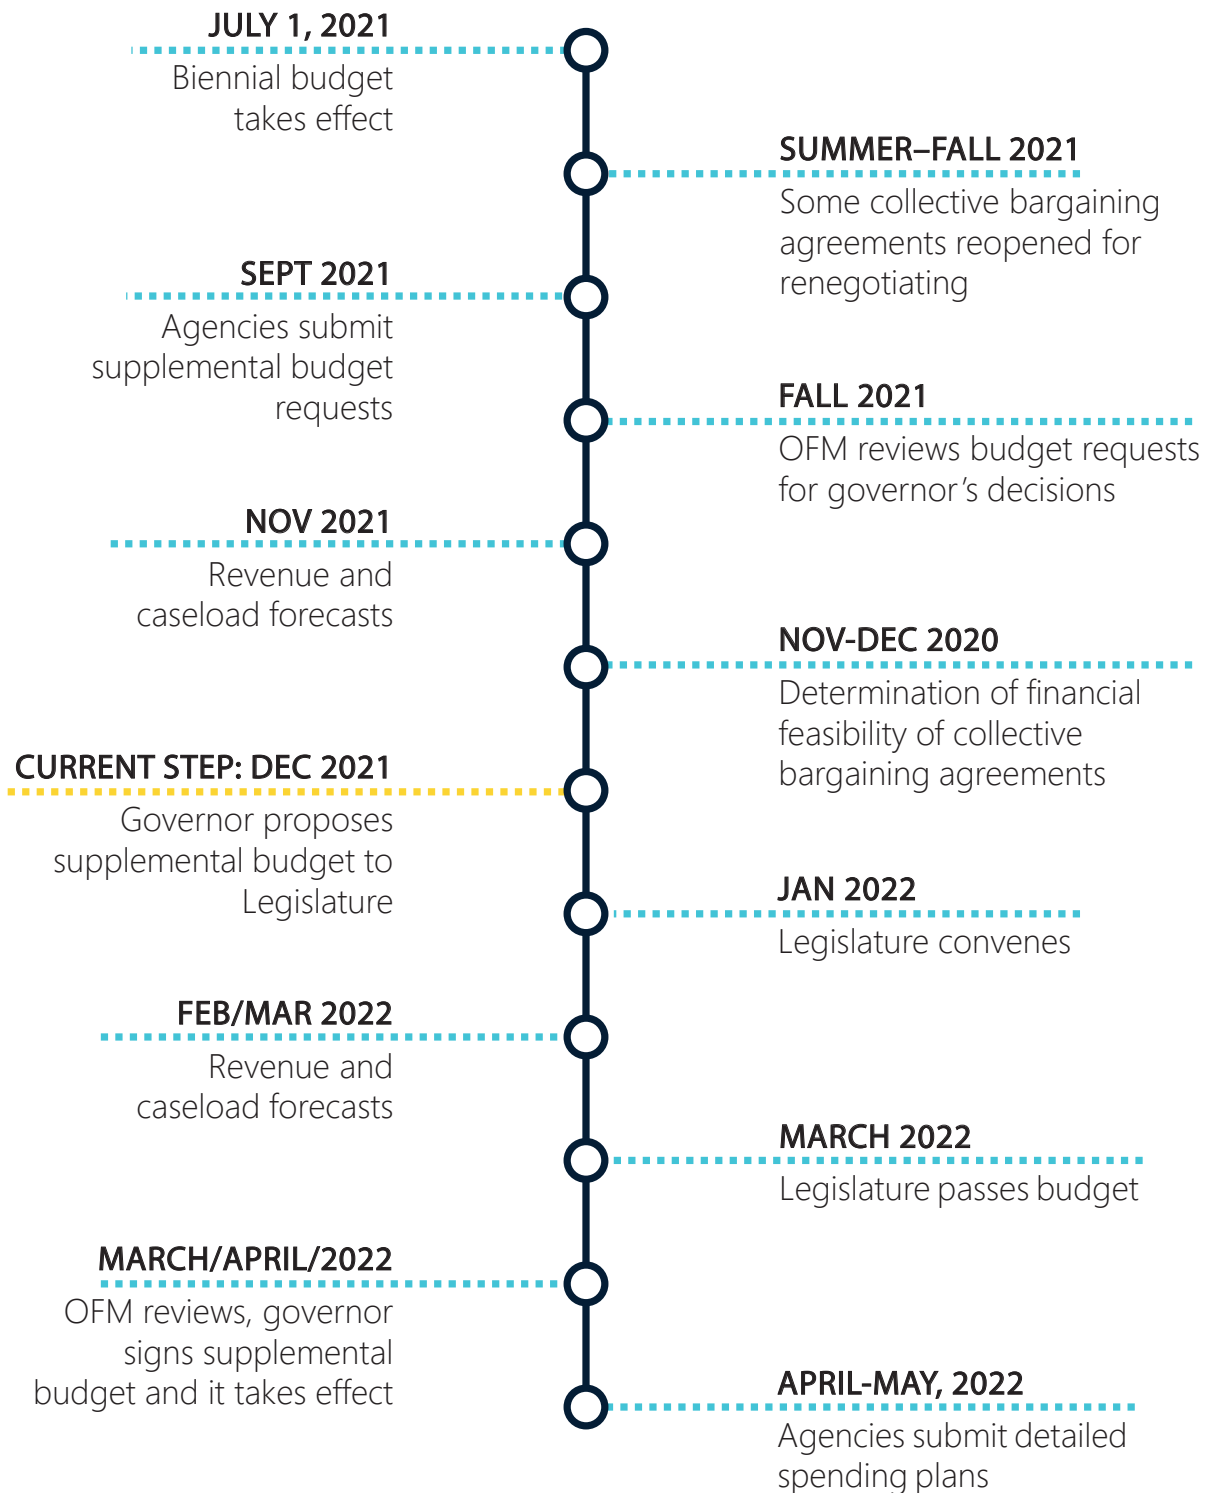 JULY 1, 2021
Biennial budget
takes effect
SUMMER–FALL 2021
Some collective bargaining
agreements reopened for
renegotiating
SEPT 2021
Agencies submit
supplemental budget
requests
FALL 2021
OFM reviews budget requests
for governor’s decisions
NOV 2021
Revenue and
caseload forecasts
NOV-DEC 2020
Determination of financial
feasibility of collective
bargaining agreements
CURRENT STEP: DEC 2021
Governor proposes
supplemental budget to
Legislature
JAN 2022
Legislature convenes
FEB/MAR 2022
Revenue and
caseload forecasts
MARCH 2022
Legislature passes budget
MARCH/APRIL/2022
OFM reviews, governor
signs supplemental
budget and it takes effect
APRIL-MAY, 2022
Agencies submit detailed
spending plans